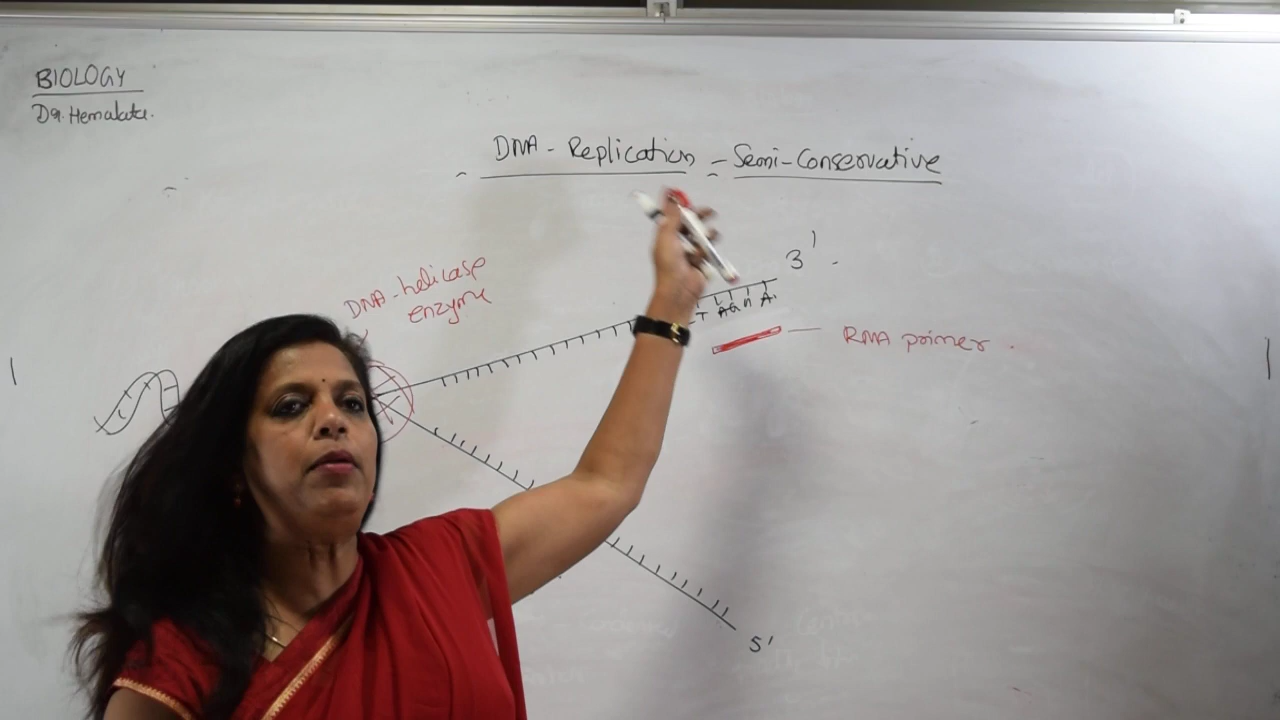 BIOLOGY
Dr. Hemalata.
DNA - Replication - Semi-Conservative
DNA - helicase
enzyme
3'
T A G A
RNA primer
5'